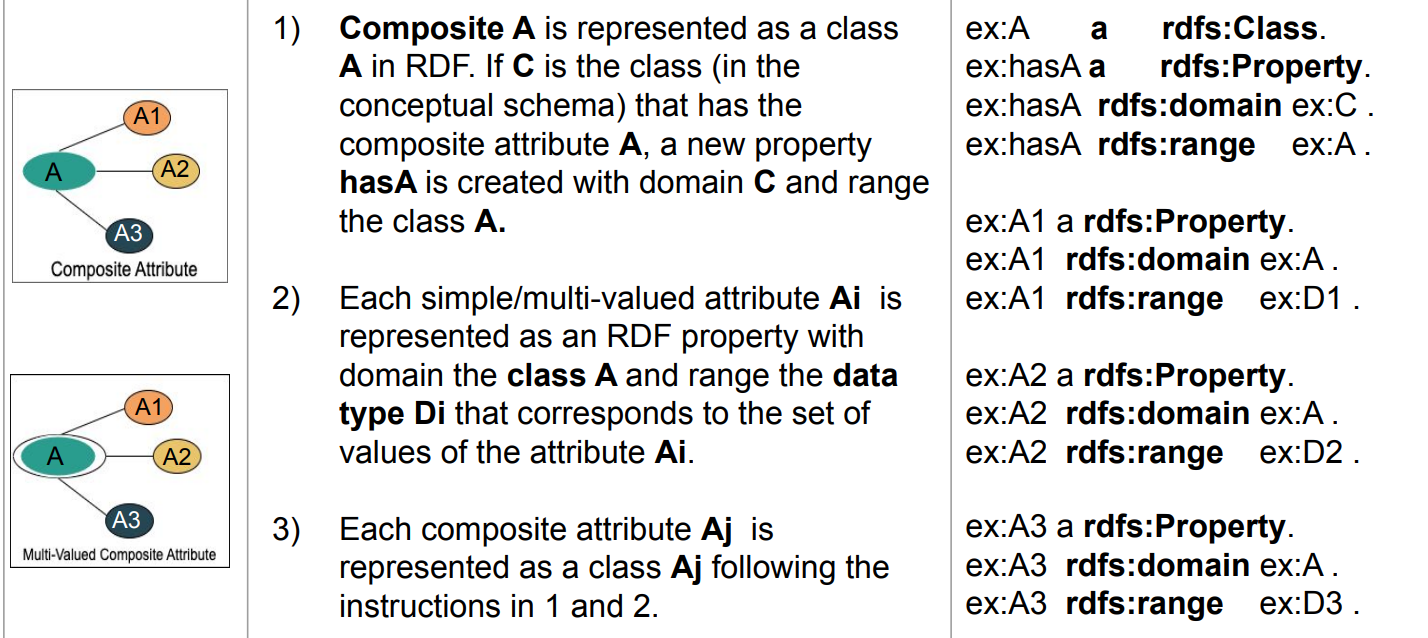 A1
A
A2
A3
Composite Attribute
A1
A
A2
A3
Multi-Valued Composite Attribute
1) Composite A is represented as a class
A in RDF. If C is the class (in the
conceptual schema) that has the
composite attribute A, a new property
hasA is created with domain C and range
the class A.
2) Each simple/multi-valued attribute Ai is
represented as an RDF property with
domain the class A and range the data
type Di that corresponds to the set of
values of the attribute Ai.
3) Each composite attribute Aj is
represented as a class Aj following the
instructions in 1 and 2.
ex:A a rdfs:Class.
ex:hasA a rdfs:Property.
ex:hasA rdfs:domain ex:C .
ex:hasA rdfs:range ex:A .
ex:A1 a rdfs:Property.
ex:A1 rdfs:domain ex:A .
ex:A1 rdfs:range ex:D1 .
ex:A2 a rdfs:Property.
ex:A2 rdfs:domain ex:A .
ex:A2 rdfs:range ex:D2 .
ex:A3 a rdfs:Property.
ex:A3 rdfs:domain ex:A .
ex:A3 rdfs:range ex:D3 .